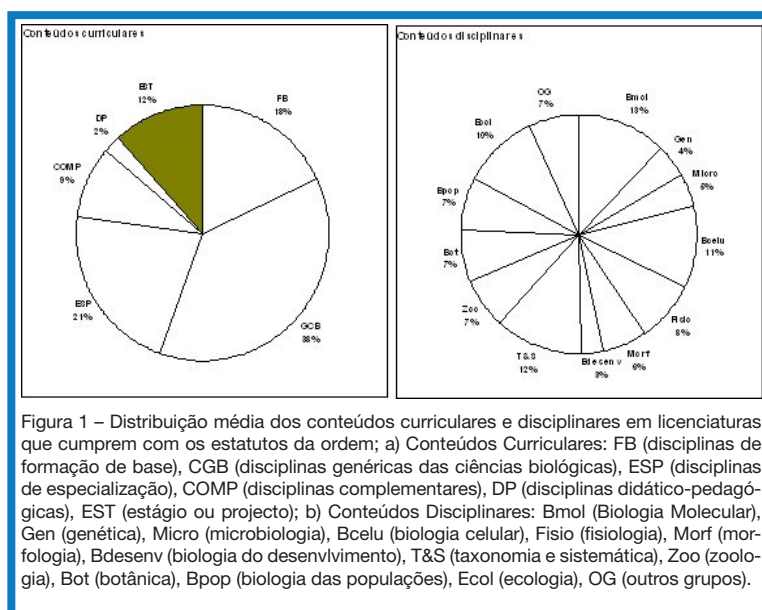 Conteúdos curriculares
EST
12%
FB
18%
DP
2%
COMP
9%
ESP
21%
GCB
38%
Conteúdos disciplinares
OG
7%
Bmol
13%
Ecol
10%
Gen
4%
Micro
5%
Bpop
7%
Bot
7%
Bcelu
11%
Zoo
7%
Fisio
8%
T&S
12%
Bdesenv
3%
Morf
6%
Figura 1 – Distribuição média dos conteúdos curriculares e disciplinares em licenciaturas
que cumprem com os estatutos da ordem; a) Conteúdos Curriculares: FB (disciplinas de
formação de base), CGB (disciplinas genéricas das ciências biológicas), ESP (disciplinas
de especialização), COMP (disciplinas complementares), DP (disciplinas didático-pedagó-
gicas), EST (estágio ou projecto); b) Conteúdos Disciplinares: Bmol (Biologia Molecular),
Gen (genética), Micro (microbiologia), Bcelu (biologia celular), Fisio (fisiologia), Morf (mor-
fologia), Bdesenv (biologia do desenvlvimento), T&S (taxonomia e sistemática), Zoo (zoolo-
gia), Bot (botânica), Bpop (biologia das populações), Ecol (ecologia), OG (outros grupos).